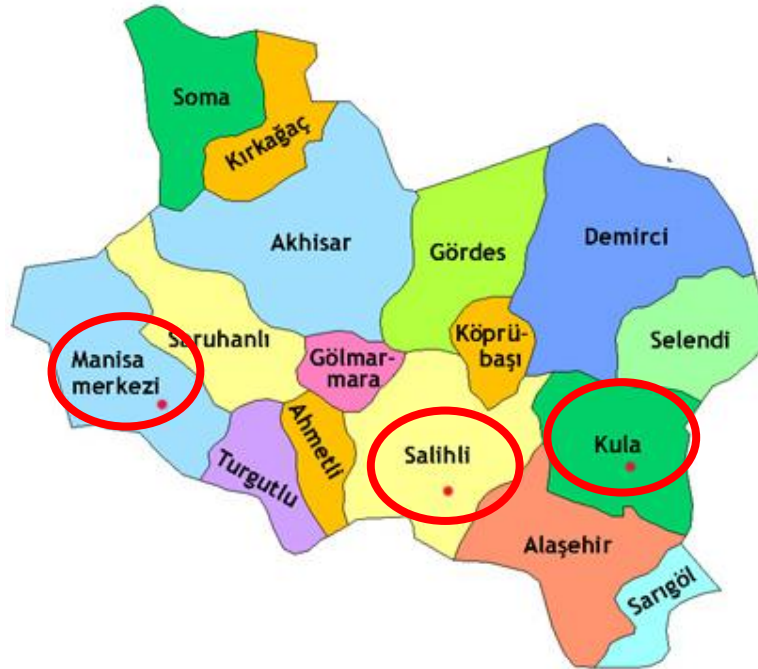 Soma
Kırkağaç
Akhisar
Gördes
Demirci
Saruhanlı
Manisa
merkezi
Gölmar-
mara
Köprü-
başı
Selendi
Ahmetli
Turgutlu
Salihli
Kula
Alaşehir
Sarıgöl